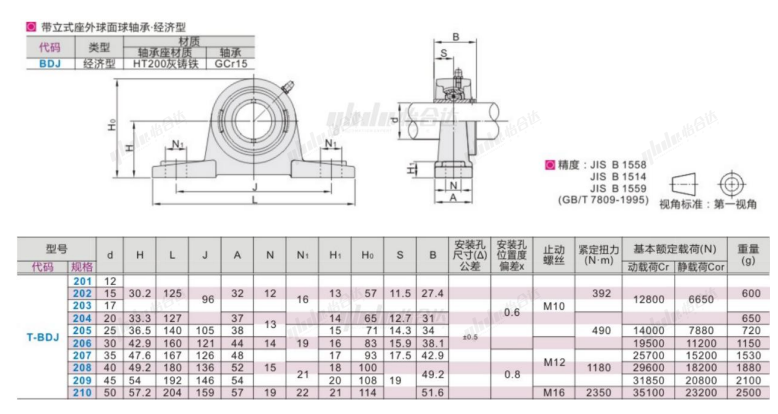 带立式座外球面球轴承·经济型
代码 类型 材质
轴承座材质 轴承
BDJ 经济型 HT200灰铸铁 GCr15
B
S
H0
H
N1 N1
J
L
d
H1
N
A
精度：JIS B 1558
JIS B 1514
JIS B 1559
(GB/T 7809-1995)
视角标准：第一视角
型号 d H L J A N N1 H1 H0 S B 安装孔尺寸(Δ)公差 安装孔位置度偏差x 止动螺丝 紧定扭力(N·m) 基本额定载荷(N) 重量(g)
代码 规格 动载荷Cr 静载荷Cor
T-BDJ
201 12
202 15 30.2 125 96 32 12 16 13 57 11.5 27.4 ±0.5 0.6 M10 392 12800 6650 600
203 17
204 20 33.3 127 37 13 14 65 12.7 31 650
205 25 36.5 140 105 38 15 71 14.3 34 490 14000 7880 720
206 30 42.9 160 121 44 14 19 16 83 15.9 38.1 19500 11200 1150
207 35 47.6 167 126 48 17 93 17.5 42.9 M12 25700 15200 1530
208 40 49.2 180 136 52 15 21 18 100 19 49.2 0.8 1180 29600 18200 1880
209 45 54 192 146 54 20 108 31850 20800 2100
210 50 57.2 204 159 57 19 22 21 114 51.6 M16 2350 35100 23200 2500